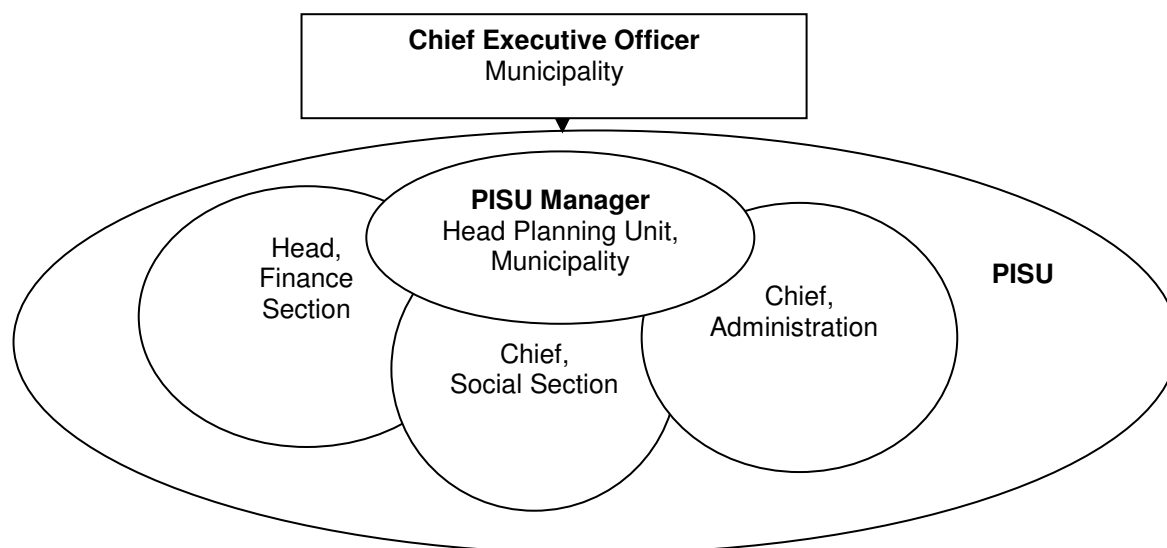 Chief Executive Officer
Municipality
PISU Manager
Head Planning Unit,
Municipality
Head,
Finance
Section
PISU
Chief,
Administration
Chief,
Social Section